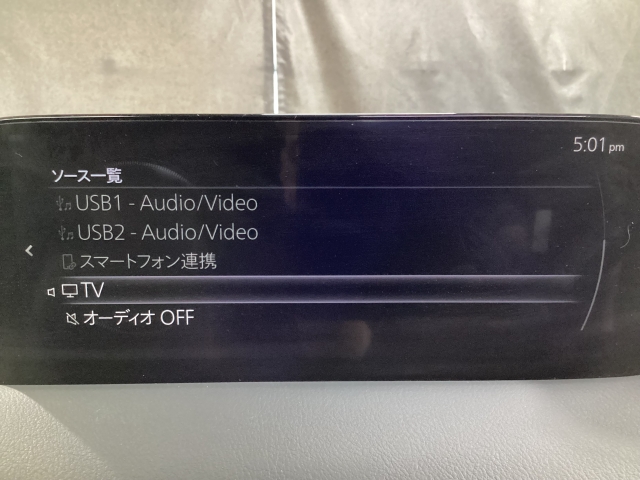 5:01 pm
ソース一覧
USB1 - Audio/Video
USB2 - Audio/Video
スマートフォン連携
TV
オーディオ OFF